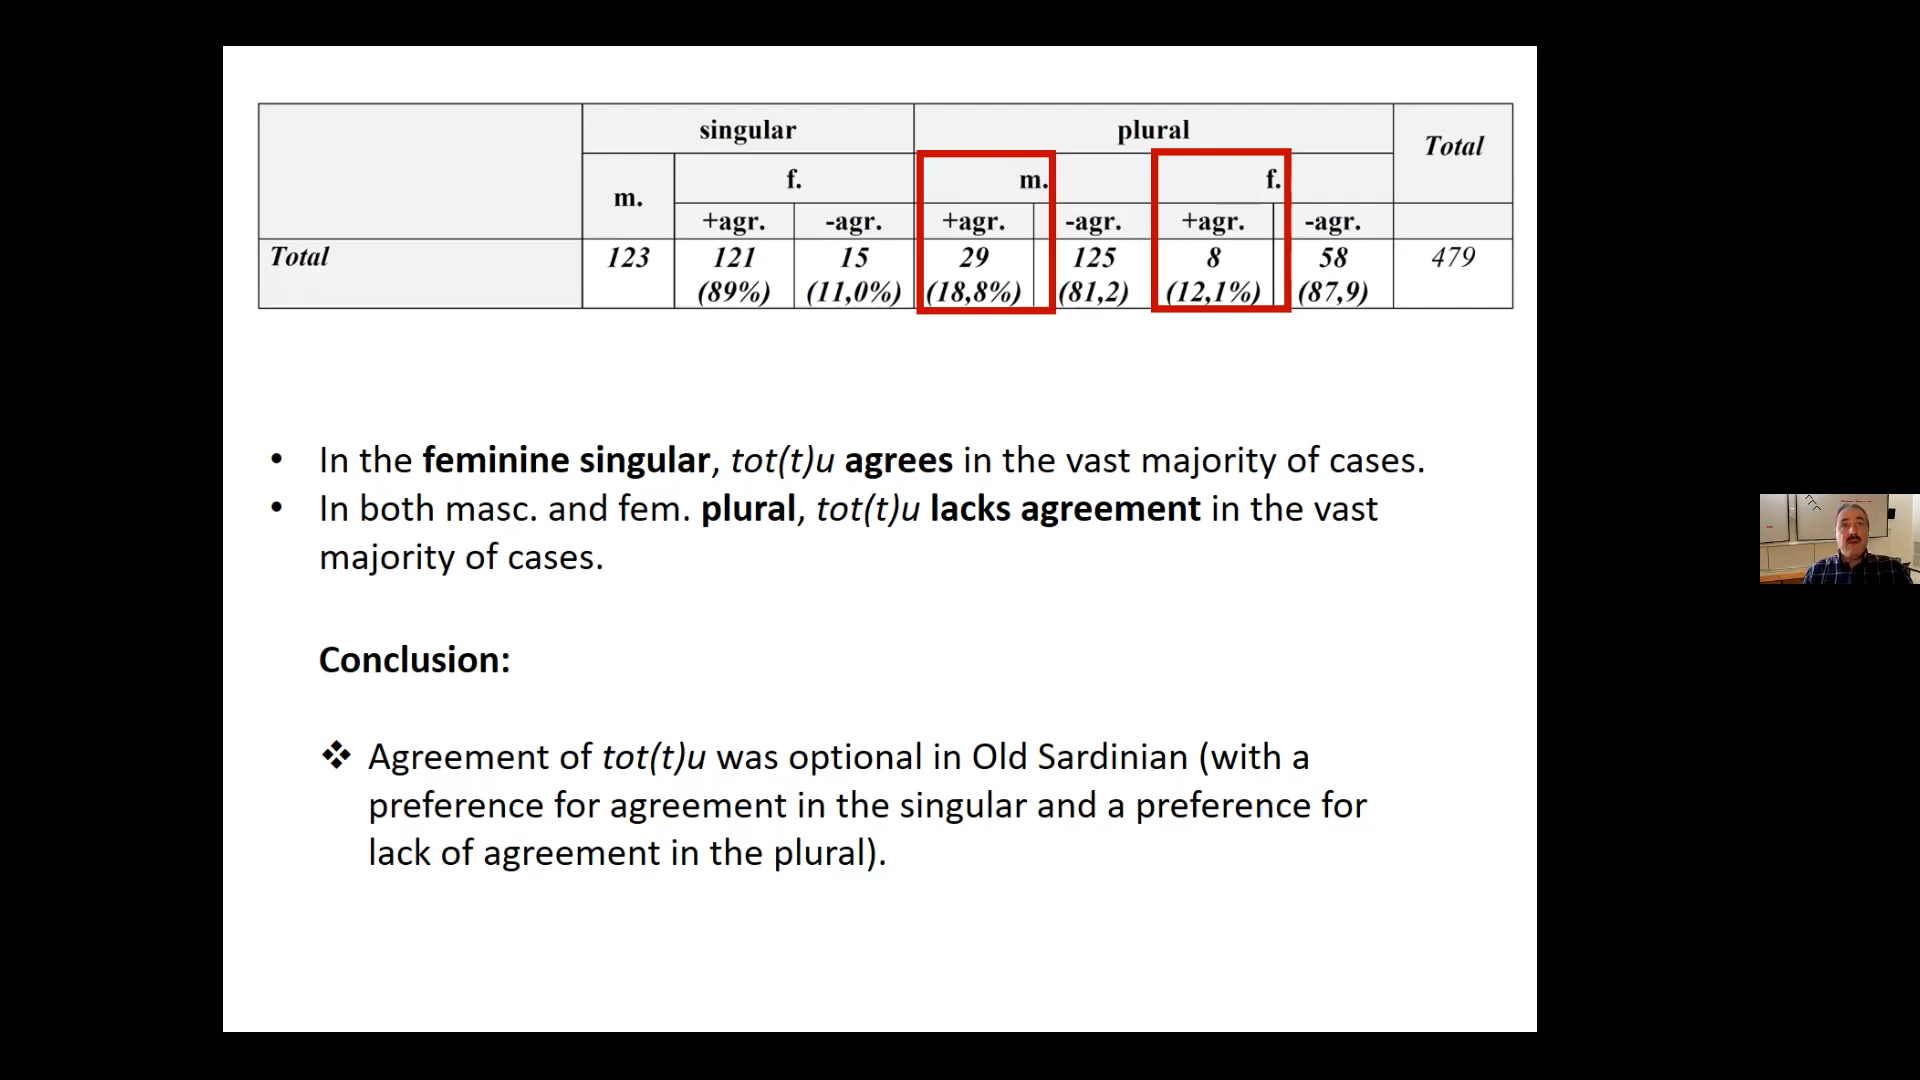 singular plural Total
m. f. m. f.
+agr. -agr. +agr. -agr. +agr. -agr.
Total 123 121 15 29 125 8 58 479
(89%) (11,0%) (18,8%) (81,2) (12,1%) (87,9)
• In the feminine singular, tot(t)u agrees in the vast majority of cases.
• In both masc. and fem. plural, tot(t)u lacks agreement in the vast
majority of cases.
Conclusion:
❖ Agreement of tot(t)u was optional in Old Sardinian (with a
preference for agreement in the singular and a preference for
lack of agreement in the plural).